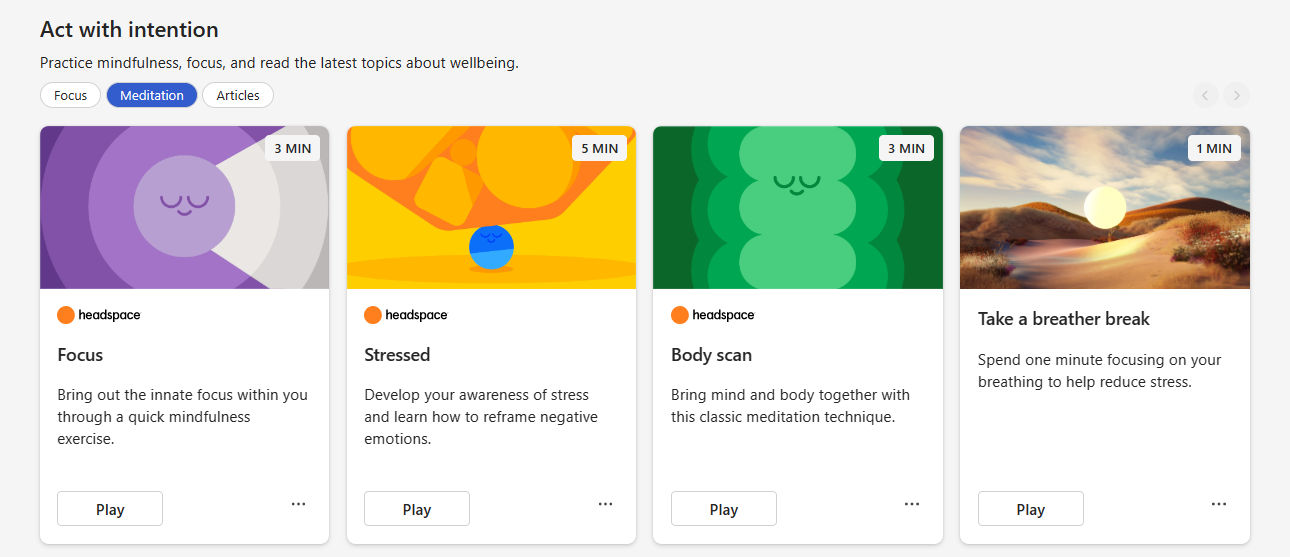 Act with intention
Practice mindfulness, focus, and read the latest topics about wellbeing.
Focus
Meditation
Articles
3 MIN
5 MIN
3 MIN
1 MIN
headspace
Focus
Bring out the innate focus within you
through a quick mindfulness
exercise.
Play
headspace
Stressed
Develop your awareness of stress
and learn how to reframe negative
emotions.
Play
headspace
Body scan
Bring mind and body together with
this classic meditation technique.
Play
Take a breather break
Spend one minute focusing on your
breathing to help reduce stress.
Play